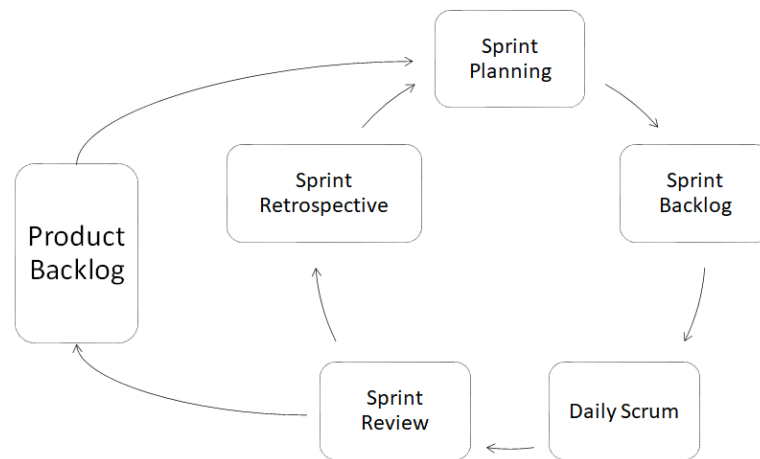 Sprint
Planning
Sprint
Retrospective
Sprint
Backlog
Product
Backlog
Sprint
Review
Daily Scrum